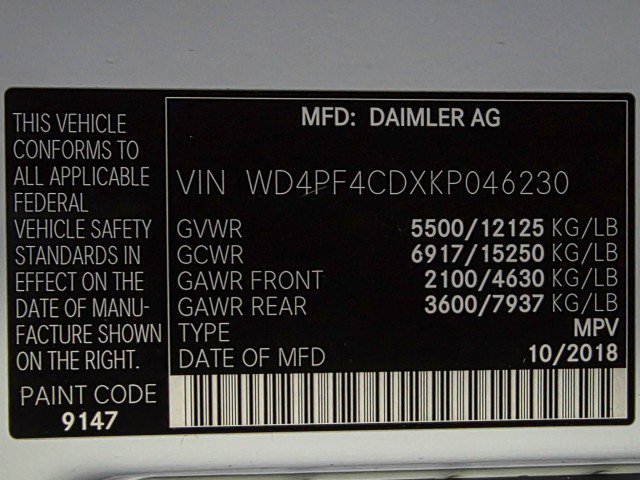 THIS VEHICLE
CONFORMS TO
ALL APPLICABLE
FEDERAL
VEHICLE SAFETY
STANDARDS IN
EFFECT ON THE
DATE OF MANU-
FACTURE SHOWN
ON THE RIGHT.
PAINT CODE
9147
MFD: DAIMLER AG
VIN WD4PF4CDXKP046230
GVWR 5500/12125 KG/LB
GCWR 6917/15250 KG/LB
GAWR FRONT 2100/4630 KG/LB
GAWR REAR 3600/7937 KG/LB
TYPE MPV
DATE OF MFD 10/2018